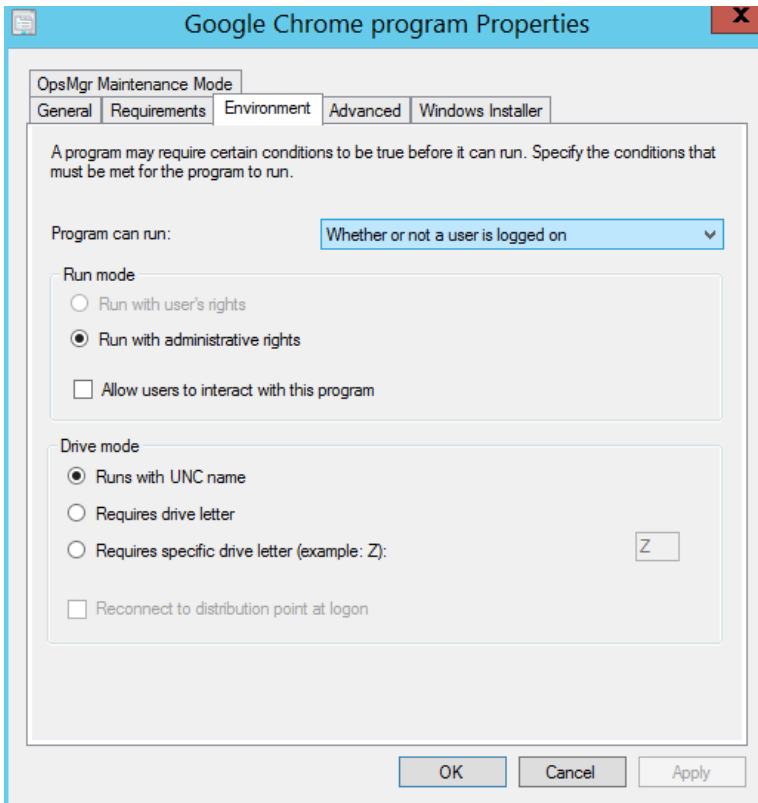 Google Chrome program Properties
X
OpsMgr Maintenance Mode
General Requirements Environment Advanced Windows Installer
A program may require certain conditions to be true before it can run. Specify the conditions that
must be met for the program to run.
Program can run: Whether or not a user is logged on
Run mode
Run with user's rights
Run with administrative rights
Allow users to interact with this program
Drive mode
Runs with UNC name
Requires drive letter
Requires specific drive letter (example: Z): Z
Reconnect to distribution point at logon
OK Cancel Apply